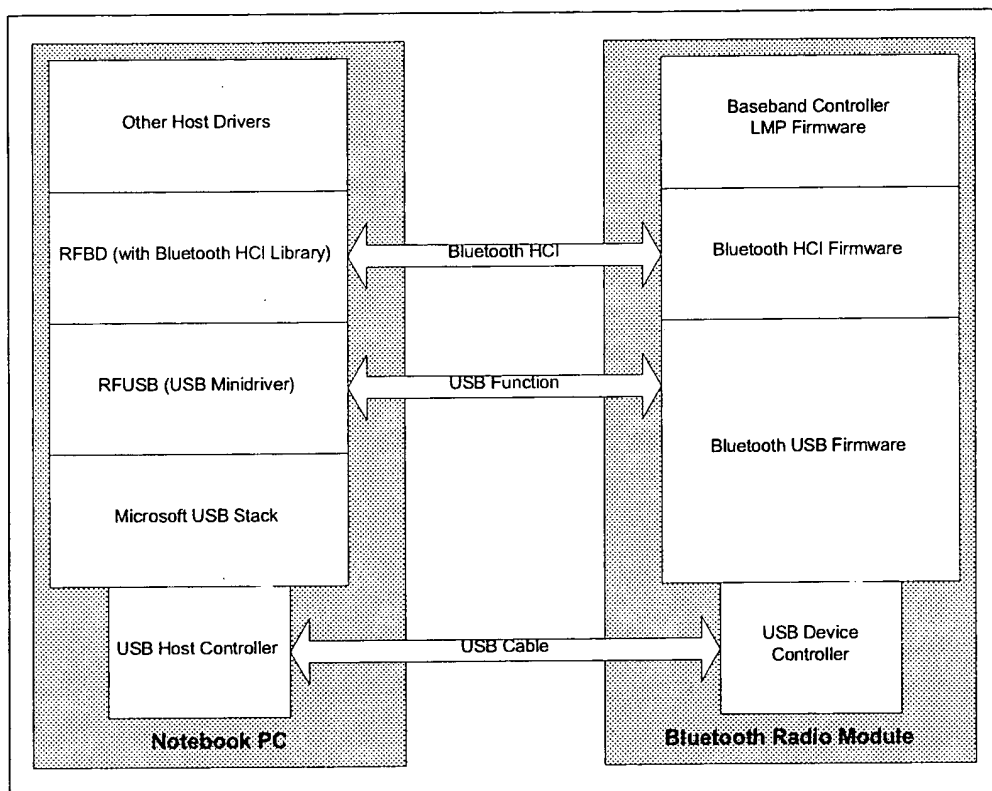 Other Host Drivers
RFBD (with Bluetooth HCI Library)
RFUSB (USB Minidriver)
Microsoft USB Stack
USB Host Controller
Notebook PC
Bluetooth HCI
USB Function
USB Cable
Baseband Controller
LMP Firmware
Bluetooth HCI Firmware
Bluetooth USB Firmware
USB Device
Controller
Bluetooth Radio Module